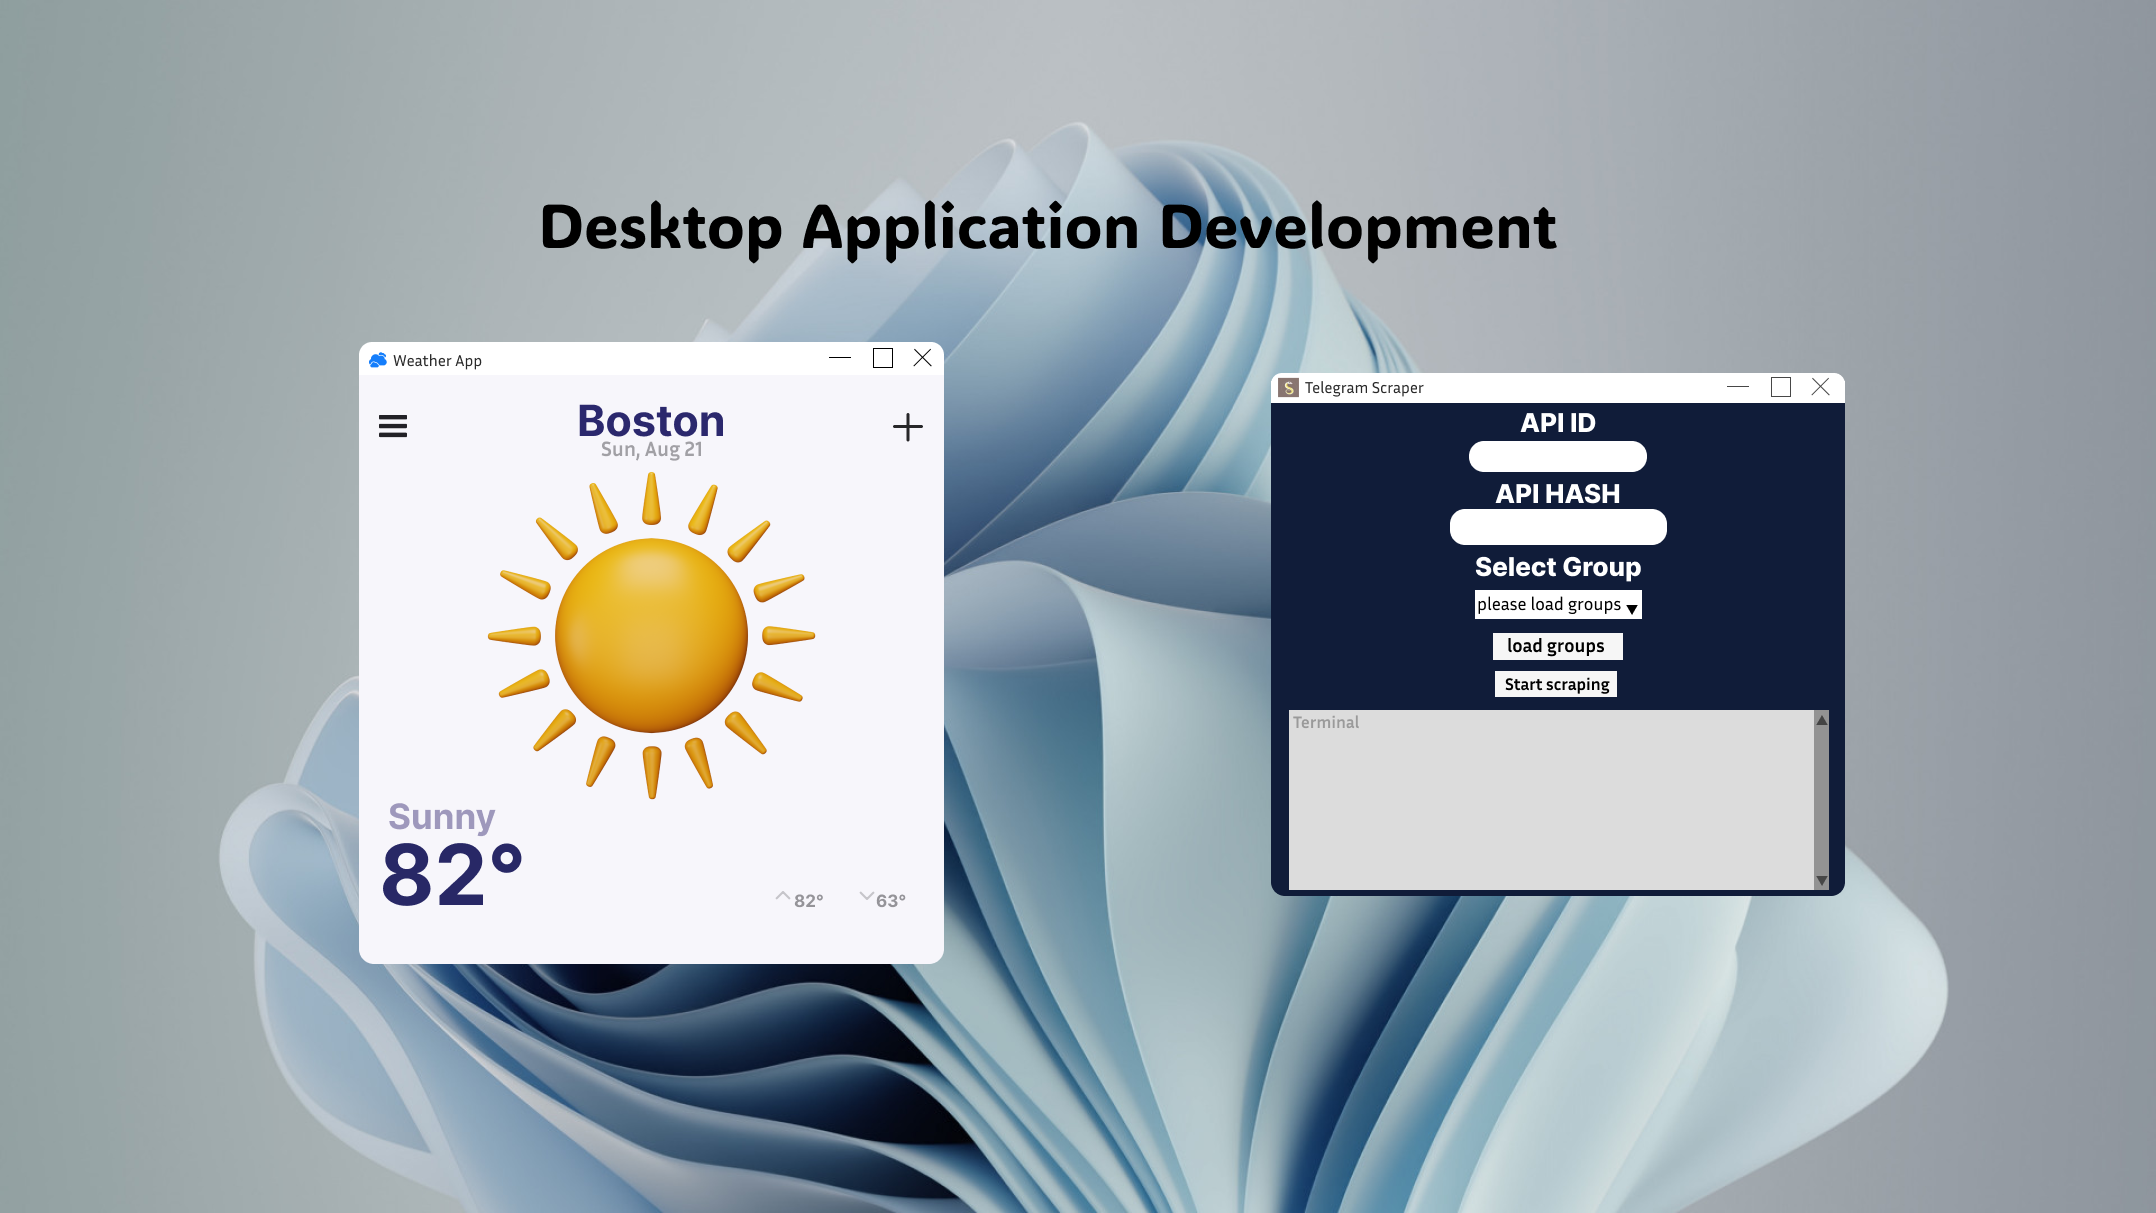 Desktop Application Development
Weather App
Boston
Sun, Aug 21
Sunny
82°
82°
63°
S
Telegram Scraper
API ID
API HASH
Select Group
please load groups
load groups
Start scraping
Terminal